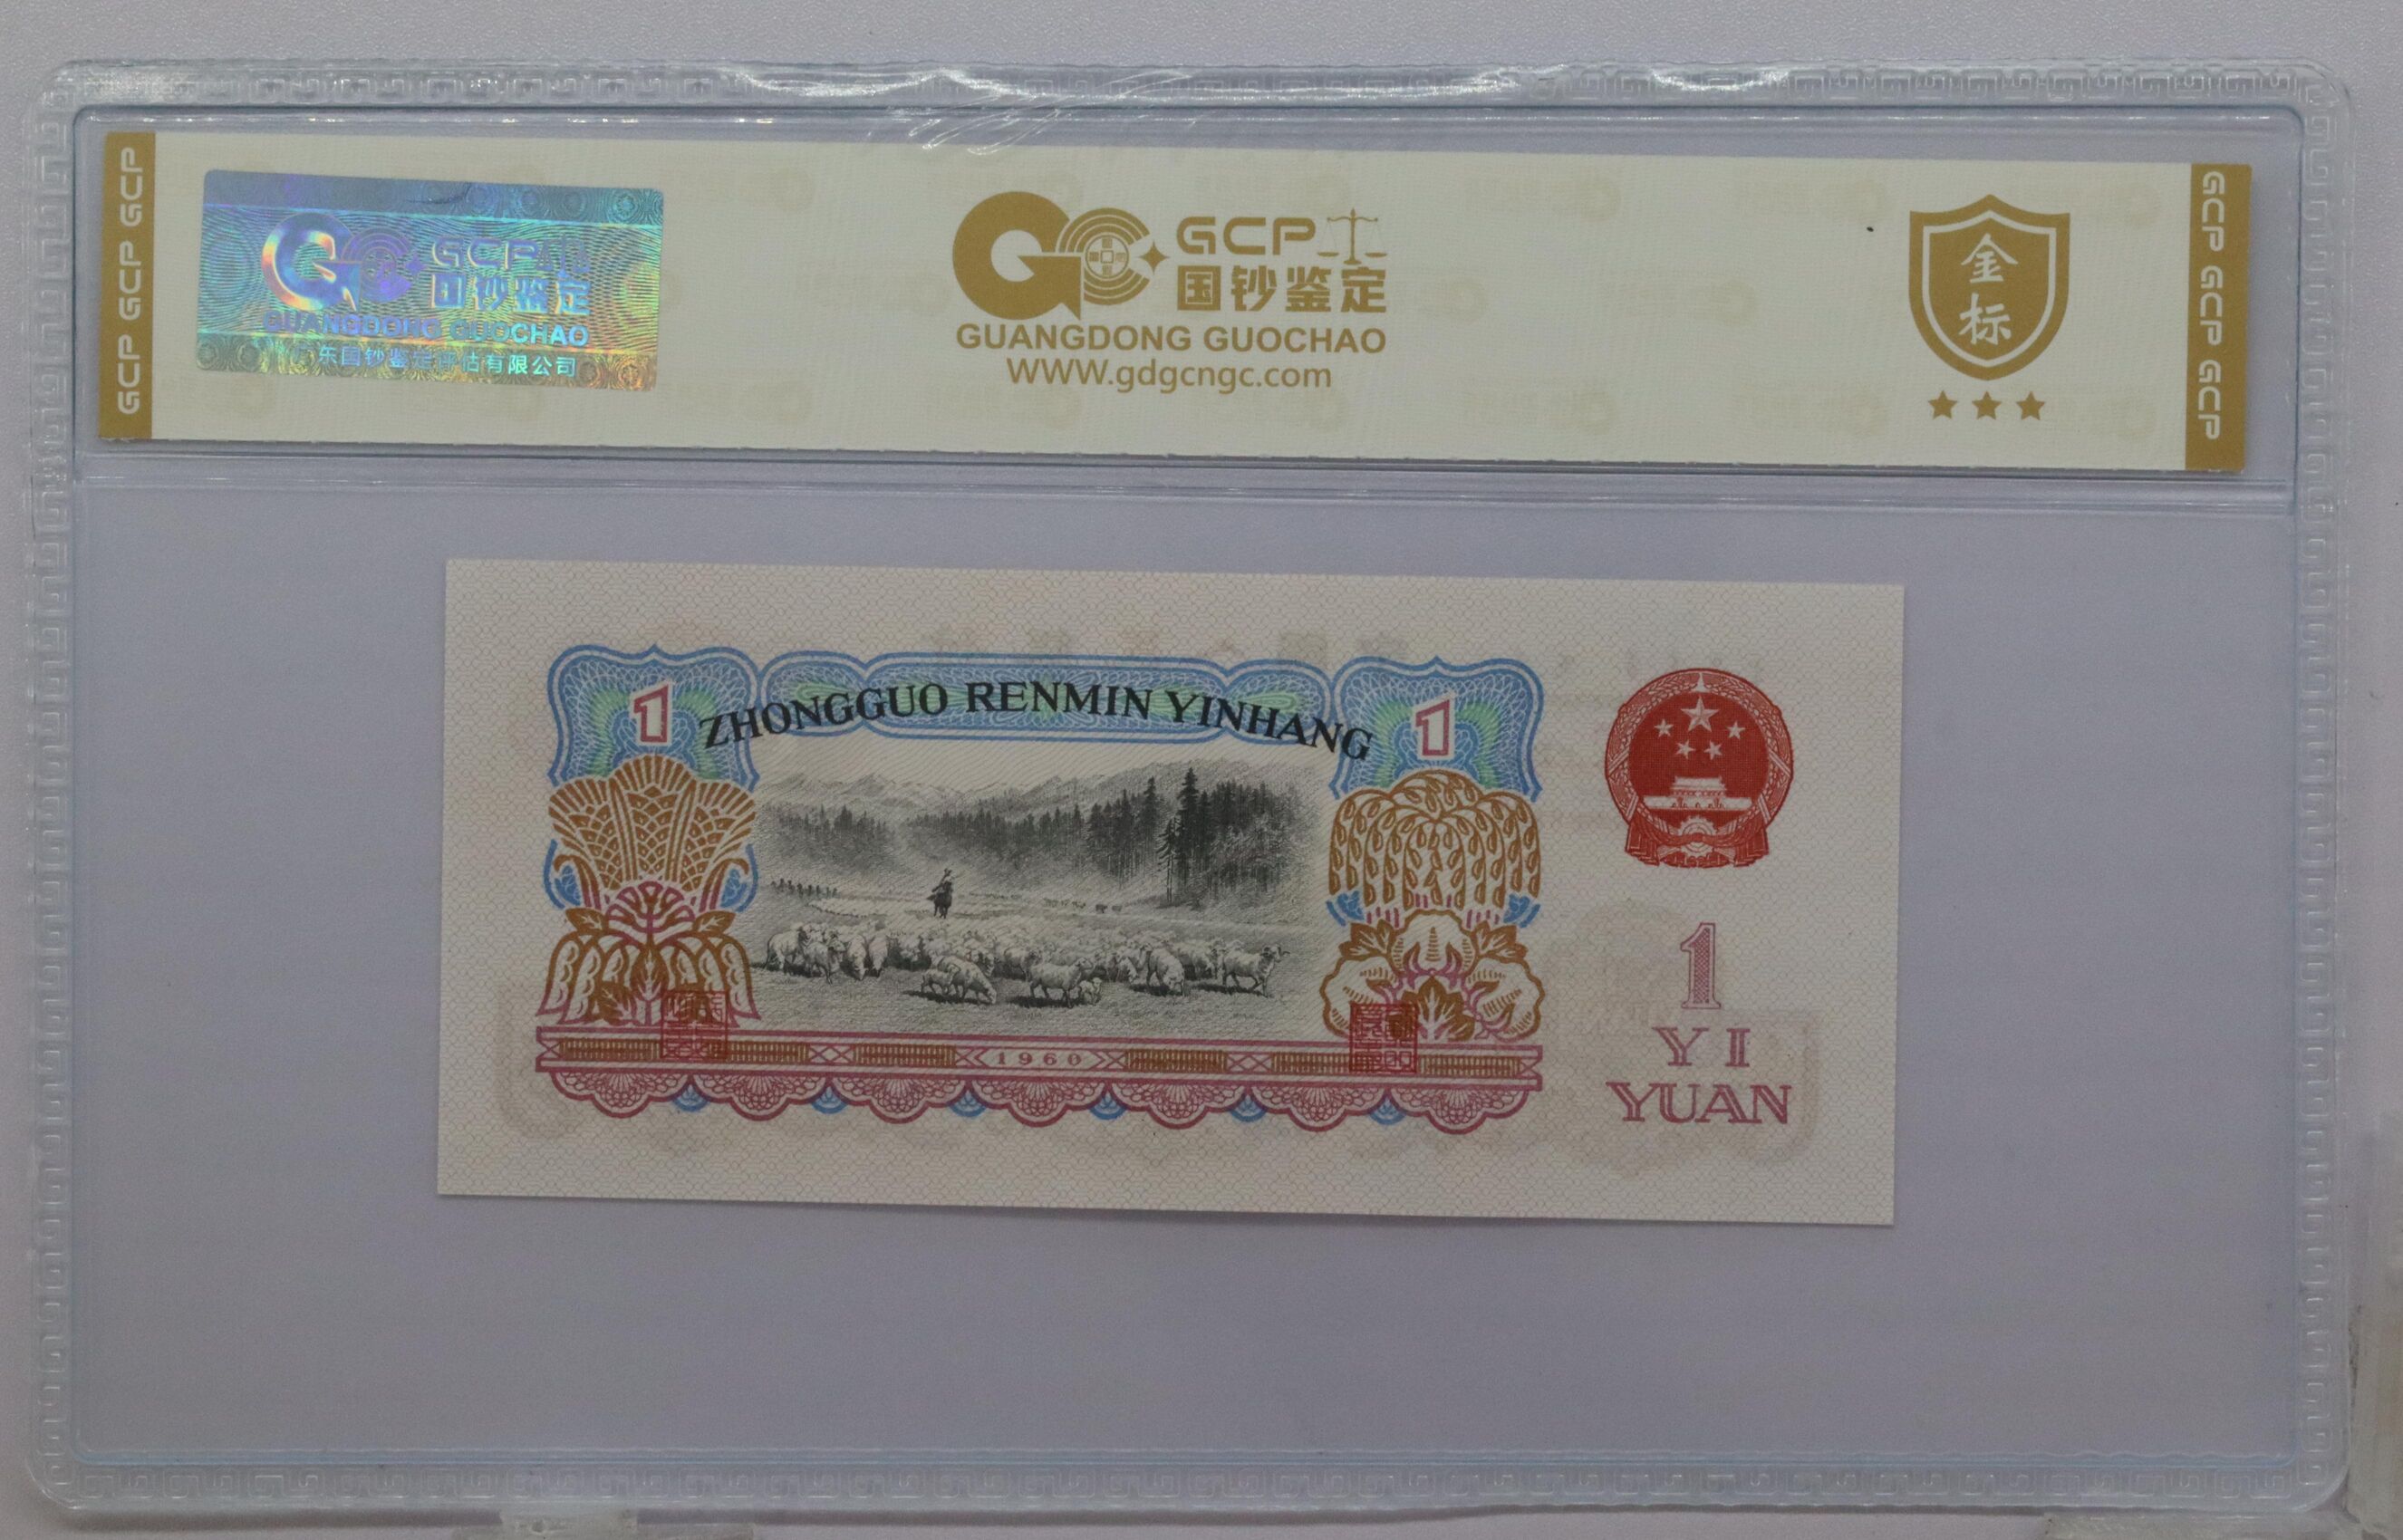 GCP GCP GCP
GCP
国钞鉴定
GUANGDONG GUOCHAO
东国钞鉴定评估有限公司
GCP
国钞鉴定
GUANGDONG GUOCHAO
www.gdgcngc.com
金
标
GCP GCP GCP
1
ZHONGGUO RENMIN YINHANG
1
1960
1
YI
YUAN